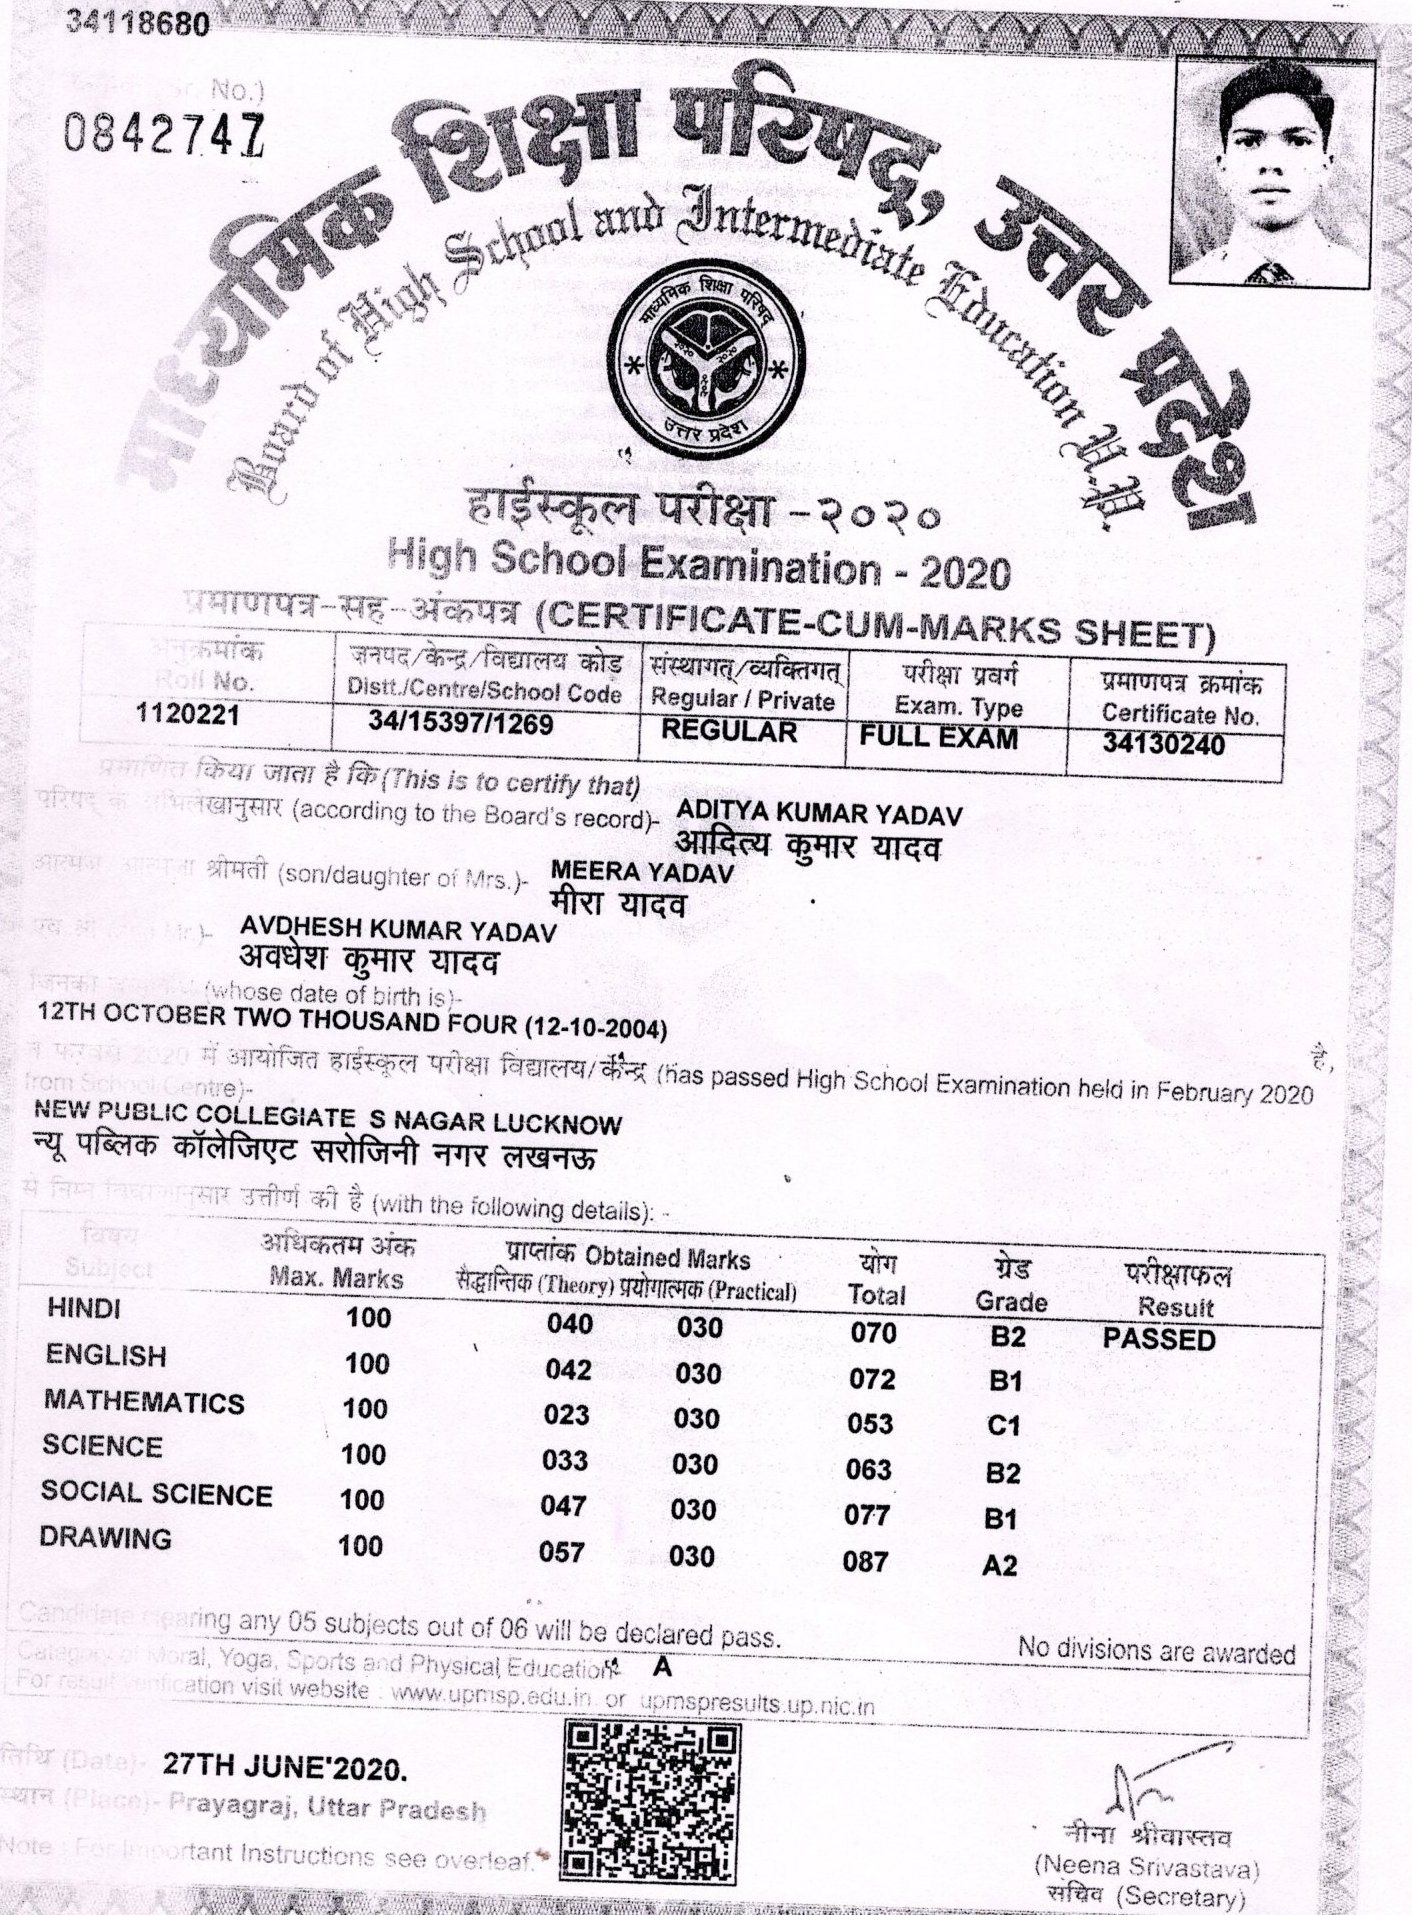 34118680
No.)
0842747
माध्यमिक शिक्षा परिषद्, उत्तर प्रदेश
Board of High School and Intermediate Education U.P.
माध्यमिक शिक्षा परिषद्
२०२० २०२०
उत्तर प्रदेश
हाईस्कूल परीक्षा -२०२०
High School Examination - 2020
प्रमाणपत्र-सह-अंकपत्र (CERTIFICATE-CUM-MARKS SHEET)
अनुक्रमांक जनपद/केन्द्र/विद्यालय कोड़ संस्थागत्/व्यक्तिगत् परीक्षा प्रवर्ग प्रमाणपत्र क्रमांक
Roll No. Distt./Centre/School Code Regular / Private Exam. Type Certificate No.
1120221 34/15397/1269 REGULAR FULL EXAM 34130240
प्रमाणित किया जाता है कि (This is to certify that)
परिषद के अभिलेखानुसार (according to the Board's record)- ADITYA KUMAR YADAV
आदित्य कुमार यादव
श्रीमती (son/daughter of Mrs.)- MEERA YADAV
मीरा यादव
एवं श्री Mr.)- AVDHESH KUMAR YADAV
अवधेश कुमार यादव
जिनकी (whose date of birth is)-
12TH OCTOBER TWO THOUSAND FOUR (12-10-2004) है,
ने फरवरी 2020 में आयोजित हाईस्कूल परीक्षा विद्यालय/केन्द्र (has passed High School Examination held in February 2020
from School Centre)-
NEW PUBLIC COLLEGIATE S NAGAR LUCKNOW
न्यू पब्लिक कॉलेजिएट सरोजिनी नगर लखनऊ
से निम्न विवरणानुसार उत्तीर्ण की है (with the following details): -
विषय अधिकतम अंक प्राप्तांक Obtained Marks योग ग्रेड परीक्षाफल
Subject Max. Marks सैद्धान्तिक (Theory) प्रयोगात्मक (Practical) Total Grade Result
HINDI 100 040 030 070 B2 PASSED
ENGLISH 100 042 030 072 B1
MATHEMATICS 100 023 030 053 C1
SCIENCE 100 033 030 063 B2
SOCIAL SCIENCE 100 047 030 077 B1
DRAWING 100 057 030 087 A2
Candidate clearing any 05 subjects out of 06 will be declared pass. No divisions are awarded
Category of Moral, Yoga, Sports and Physical Education- A
For result verification visit website : www.upmsp.edu.in or upmspresults.up.nic.in
तिथि (Date)- 27TH JUNE'2020.
स्थान (Place)- Prayagraj, Uttar Pradesh
Note : For Important Instructions see overleaf.
नीना श्रीवास्तव
(Neena Srivastava)
सचिव (Secretary)